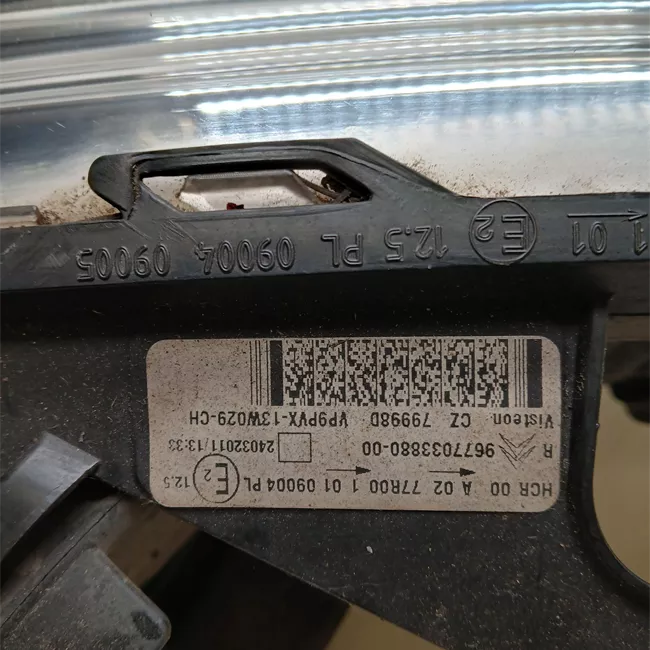 HCR 00 A 02 77R00 1 01 09004 PL E2 12,5
R 9677033880-00 24032011/13:33
Visteon. CZ 79998D VP9PVX-13W029-CH
1 01 E2 12,5 PL 09004 09005